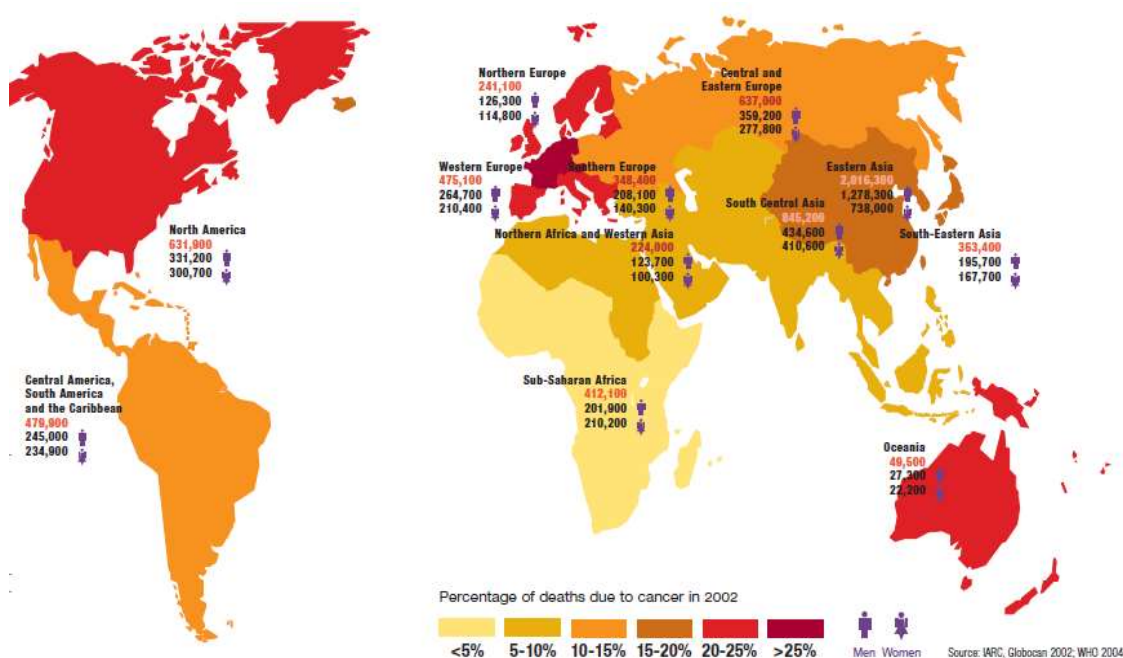 Northern Europe
241,100
126,300
114,800
Central and
Eastern Europe
637,000
359,200
277,800
Western Europe
475,100
264,700
210,400
Southern Europe
348,400
208,100
140,300
Eastern Asia
2,016,300
1,278,300
738,000
South Central Asia
845,200
434,600
410,600
South-Eastern Asia
363,400
195,700
167,700
North America
631,900
331,200
300,700
Northern Africa and Western Asia
224,000
123,700
100,300
Central America,
South America
and the Caribbean
479,900
245,000
234,900
Sub-Saharan Africa
412,100
201,900
210,200
Oceania
49,500
27,300
22,200
Percentage of deaths due to cancer in 2002
<5% 5-10% 10-15% 15-20% 20-25% >25%
Men Women
Source: IARC, Globocan 2002; WHO 2004